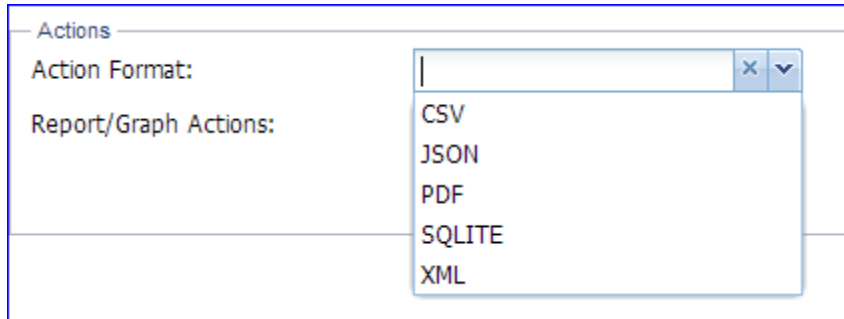 Actions
Action Format:
CSV
Report/Graph Actions:
JSON
PDF
SQLITE
XML